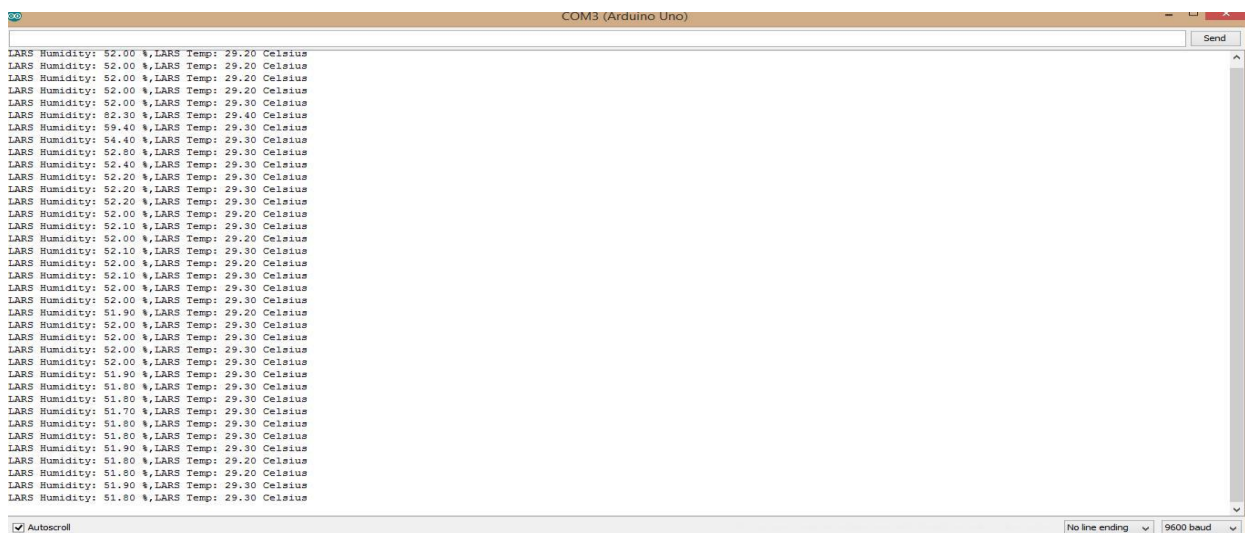 COM3 (Arduino Uno)
Send
LARS Humidity: 52.00 %,LARS Temp: 29.20 Celsius
LARS Humidity: 52.00 %,LARS Temp: 29.20 Celsius
LARS Humidity: 52.00 %,LARS Temp: 29.20 Celsius
LARS Humidity: 52.00 %,LARS Temp: 29.20 Celsius
LARS Humidity: 52.00 %,LARS Temp: 29.30 Celsius
LARS Humidity: 82.30 %,LARS Temp: 29.40 Celsius
LARS Humidity: 59.40 %,LARS Temp: 29.30 Celsius
LARS Humidity: 54.40 %,LARS Temp: 29.30 Celsius
LARS Humidity: 52.80 %,LARS Temp: 29.30 Celsius
LARS Humidity: 52.40 %,LARS Temp: 29.30 Celsius
LARS Humidity: 52.20 %,LARS Temp: 29.30 Celsius
LARS Humidity: 52.20 %,LARS Temp: 29.30 Celsius
LARS Humidity: 52.20 %,LARS Temp: 29.30 Celsius
LARS Humidity: 52.00 %,LARS Temp: 29.20 Celsius
LARS Humidity: 52.10 %,LARS Temp: 29.30 Celsius
LARS Humidity: 52.00 %,LARS Temp: 29.20 Celsius
LARS Humidity: 52.10 %,LARS Temp: 29.30 Celsius
LARS Humidity: 52.00 %,LARS Temp: 29.20 Celsius
LARS Humidity: 52.10 %,LARS Temp: 29.30 Celsius
LARS Humidity: 52.00 %,LARS Temp: 29.30 Celsius
LARS Humidity: 52.00 %,LARS Temp: 29.30 Celsius
LARS Humidity: 51.90 %,LARS Temp: 29.20 Celsius
LARS Humidity: 52.00 %,LARS Temp: 29.30 Celsius
LARS Humidity: 52.00 %,LARS Temp: 29.30 Celsius
LARS Humidity: 52.00 %,LARS Temp: 29.30 Celsius
LARS Humidity: 52.00 %,LARS Temp: 29.30 Celsius
LARS Humidity: 51.90 %,LARS Temp: 29.30 Celsius
LARS Humidity: 51.80 %,LARS Temp: 29.30 Celsius
LARS Humidity: 51.80 %,LARS Temp: 29.30 Celsius
LARS Humidity: 51.70 %,LARS Temp: 29.30 Celsius
LARS Humidity: 51.80 %,LARS Temp: 29.30 Celsius
LARS Humidity: 51.80 %,LARS Temp: 29.30 Celsius
LARS Humidity: 51.90 %,LARS Temp: 29.30 Celsius
LARS Humidity: 51.80 %,LARS Temp: 29.20 Celsius
LARS Humidity: 51.80 %,LARS Temp: 29.20 Celsius
LARS Humidity: 51.90 %,LARS Temp: 29.30 Celsius
LARS Humidity: 51.80 %,LARS Temp: 29.30 Celsius
Autoscroll No line ending 9600 baud